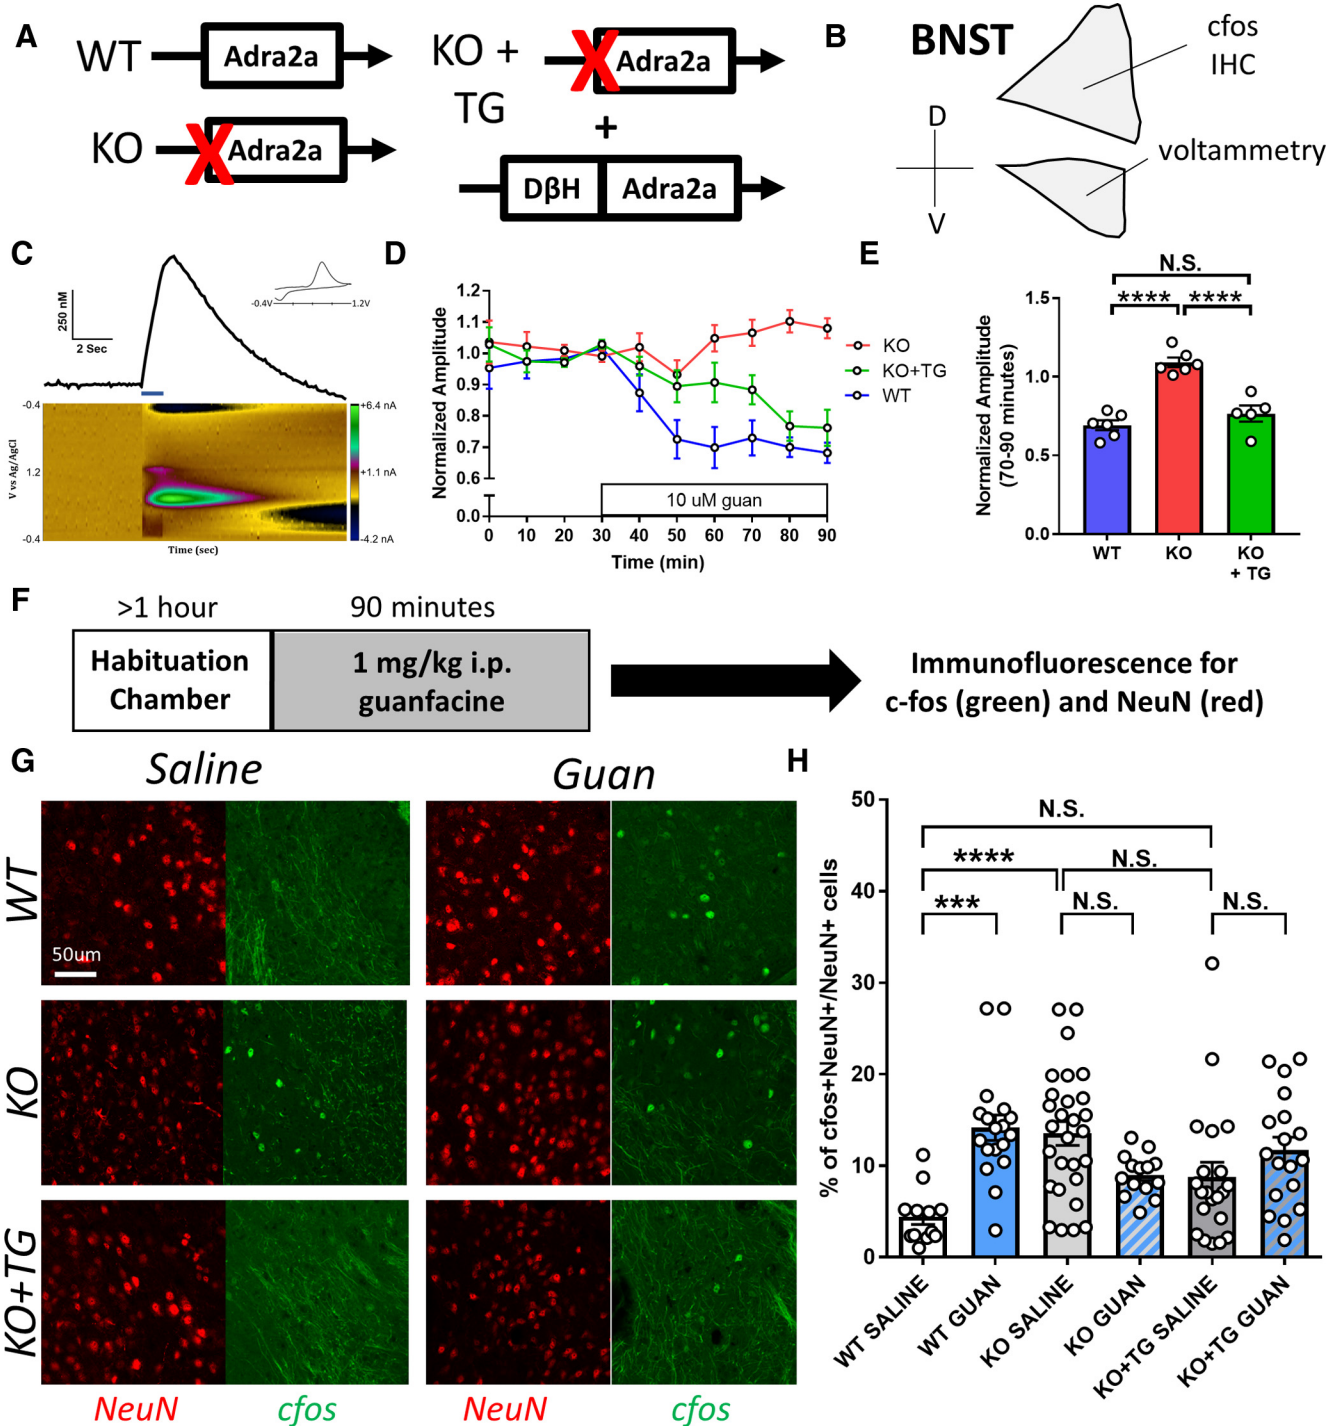 A
WT
Adra2a
KO
Adra2a
KO +
TG
Adra2a
+
DβH
Adra2a
B
BNST
cfos
IHC
D
V
voltammetry
C
250 nM
2 Sec
-0.4V
1.2V
-0.4
1.2
-0.4
V vs Ag/AgCl
+6.4 nA
+1.1 nA
-4.2 nA
Time (sec)
D
Normalized Amplitude
1.2
1.1
1.0
0.9
0.8
0.7
0.6
0.0
0 10 20 30 40 50 60 70 80 90
Time (min)
10 uM guan
KO
KO+TG
WT
E
Normalized Amplitude
(70-90 minutes)
1.5
1.0
0.5
0.0
N.S.
**** ****
WT KO KO
+ TG
F
>1 hour
90 minutes
Habituation
Chamber
1 mg/kg i.p.
guanfacine
Immunofluorescence for
c-fos (green) and NeuN (red)
G
Saline
Guan
WT
50um
KO
KO+TG
NeuN cfos NeuN cfos
H
% of cfos+NeuN+/NeuN+ cells
50
40
30
20
10
0
N.S.
**** N.S.
*** N.S. N.S.
WT SALINE
WT GUAN
KO SALINE
KO GUAN
KO+TG SALINE
KO+TG GUAN